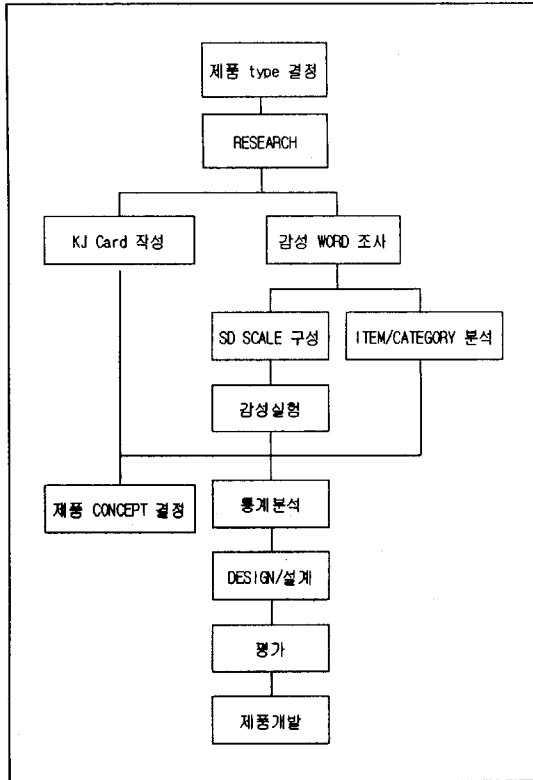 제품 type 결정
RESEARCH
KJ Card 작성
감성 WORD 조사
SD SCALE 구성
ITEM/CATEGORY 분석
감성실험
제품 CONCEPT 결정
통계분석
DESIGN/설계
평가
제품개발